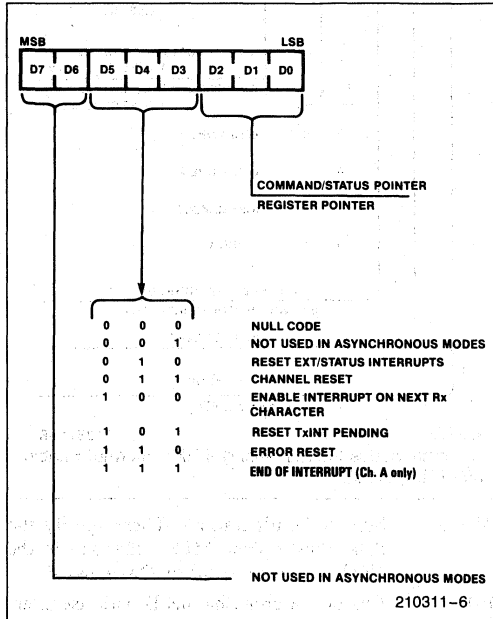 MSB LSB
D7 D6 D5 D4 D3 D2 D1 D0
COMMAND/STATUS POINTER
REGISTER POINTER
0 0 0 NULL CODE
0 0 1 NOT USED IN ASYNCHRONOUS MODES
0 1 0 RESET EXT/STATUS INTERRUPTS
0 1 1 CHANNEL RESET
1 0 0 ENABLE INTERRUPT ON NEXT Rx
CHARACTER
1 0 1 RESET TxINT PENDING
1 1 0 ERROR RESET
1 1 1 END OF INTERRUPT (Ch. A only)
NOT USED IN ASYNCHRONOUS MODES
210311-6